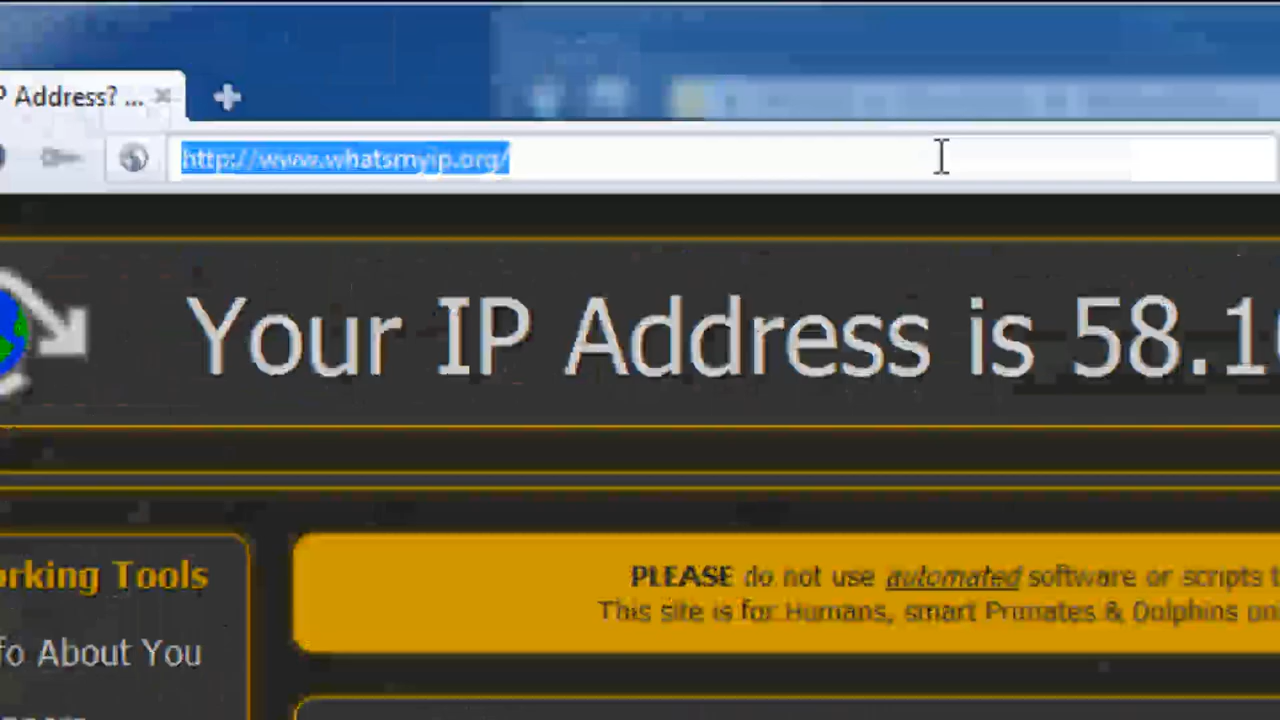 P Address? ...
http://www.whatsmyip.org/
Your IP Address is 58.1
rking Tools
fo About You
PLEASE do not use automated software or scripts
This site is for Humans, smart Primates & Dolphins on